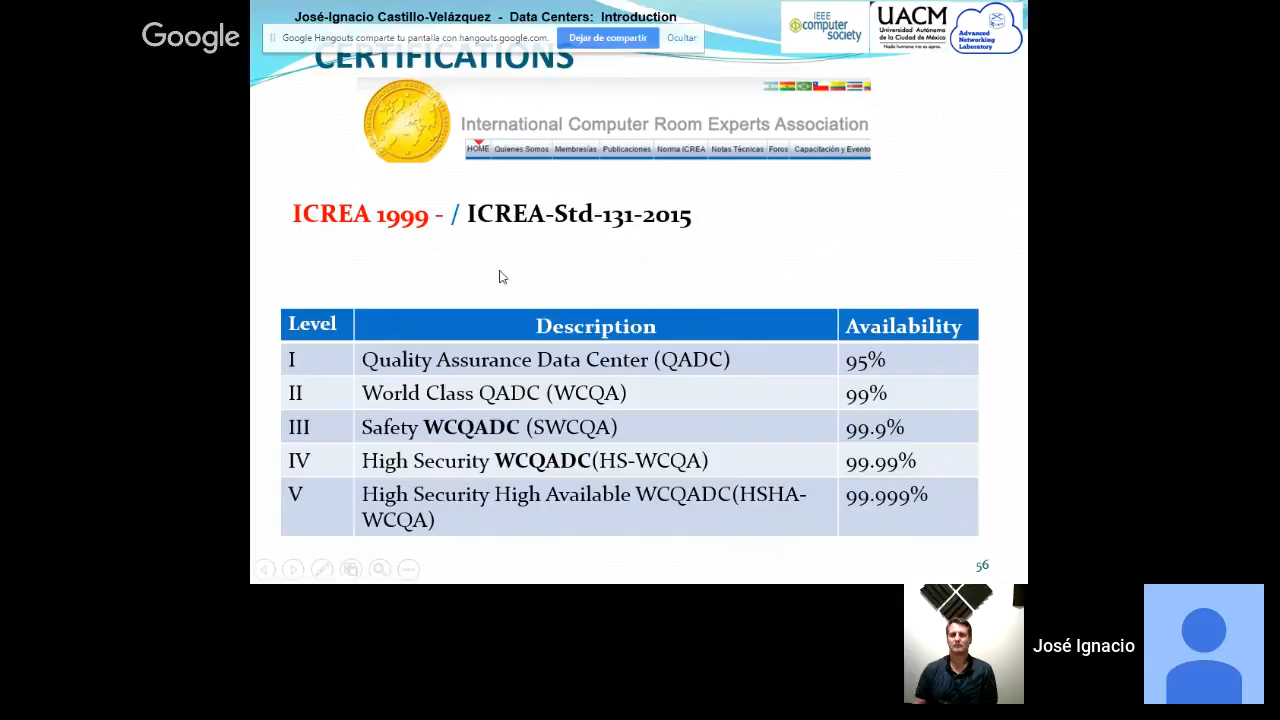 José-Ignacio Castillo-Velázquez - Data Centers: Introduction
Google
Google Hangouts comparte tu pantalla con hangouts.google.com.
Dejar de compartir
Ocultar
IEEE
computer
society
UACM
Universidad Autónoma
de la Ciudad de México
Nada humano me es ajeno
Advanced
Networking
Laboratory
CERTIFICATIONS
International Computer Room Experts Association
HOME Quienes Somos Membresías Publicaciones Norma ICREA Notas Técnicas Foros Capacitación y Evento
ICREA 1999 - / ICREA-Std-131-2015
Level Description Availability
I Quality Assurance Data Center (QADC) 95%
II World Class QADC (WCQA) 99%
III Safety WCQADC (SWCQA) 99.9%
IV High Security WCQADC(HS-WCQA) 99.99%
V High Security High Available WCQADC(HSHA- 99.999%
WCQA)
56
José Ignacio